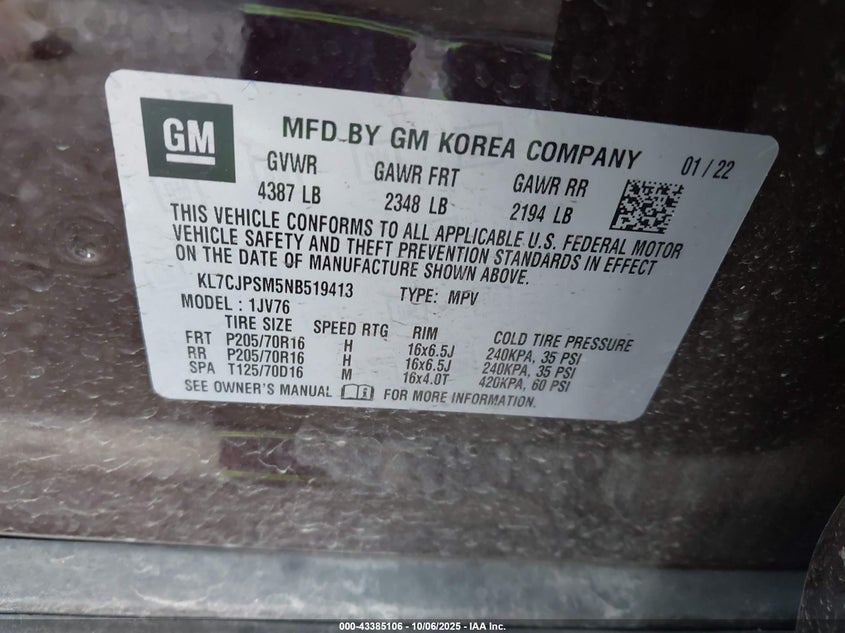 GM
MFD BY GM KOREA COMPANY 01/22
GVWR GAWR FRT GAWR RR
4387 LB 2348 LB 2194 LB
THIS VEHICLE CONFORMS TO ALL APPLICABLE U.S. FEDERAL MOTOR
VEHICLE SAFETY AND THEFT PREVENTION STANDARDS IN EFFECT
ON THE DATE OF MANUFACTURE SHOWN ABOVE.
KL7CJPSM5NB519413 TYPE: MPV
MODEL : 1JV76
TIRE SIZE SPEED RTG RIM COLD TIRE PRESSURE
FRT P205/70R16 H 16x6.5J 240KPA, 35 PSI
RR P205/70R16 H 16x6.5J 240KPA, 35 PSI
SPA T125/70D16 M 16x4.0T 420KPA, 60 PSI
SEE OWNER'S MANUAL FOR MORE INFORMATION.
000-43385106 - 10/06/2025 - IAA Inc.